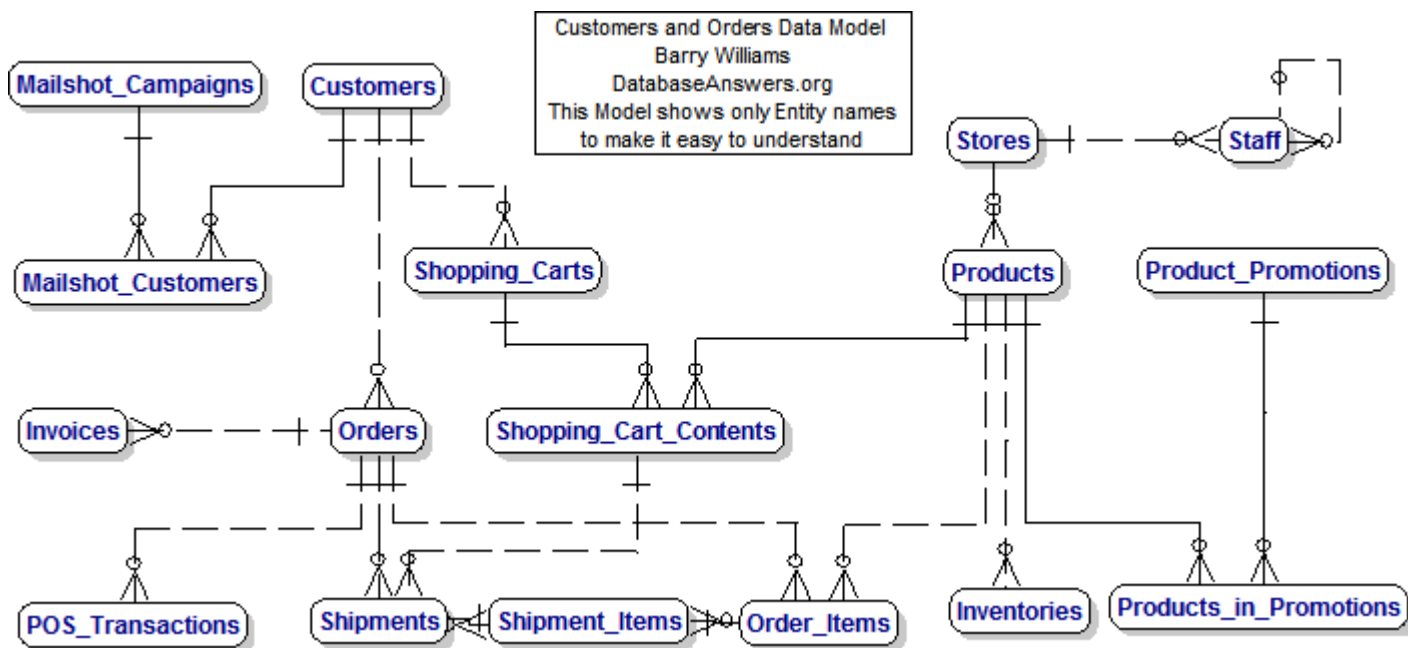 Customers and Orders Data Model
Barry Williams
DatabaseAnswers.org
This Model shows only Entity names
to make it easy to understand
Mailshot_Campaigns
Customers
Stores
Staff
Mailshot_Customers
Shopping_Carts
Products
Product_Promotions
Invoices
Orders
Shopping_Cart_Contents
POS_Transactions
Shipments
Shipment_Items
Order_Items
Inventories
Products_in_Promotions